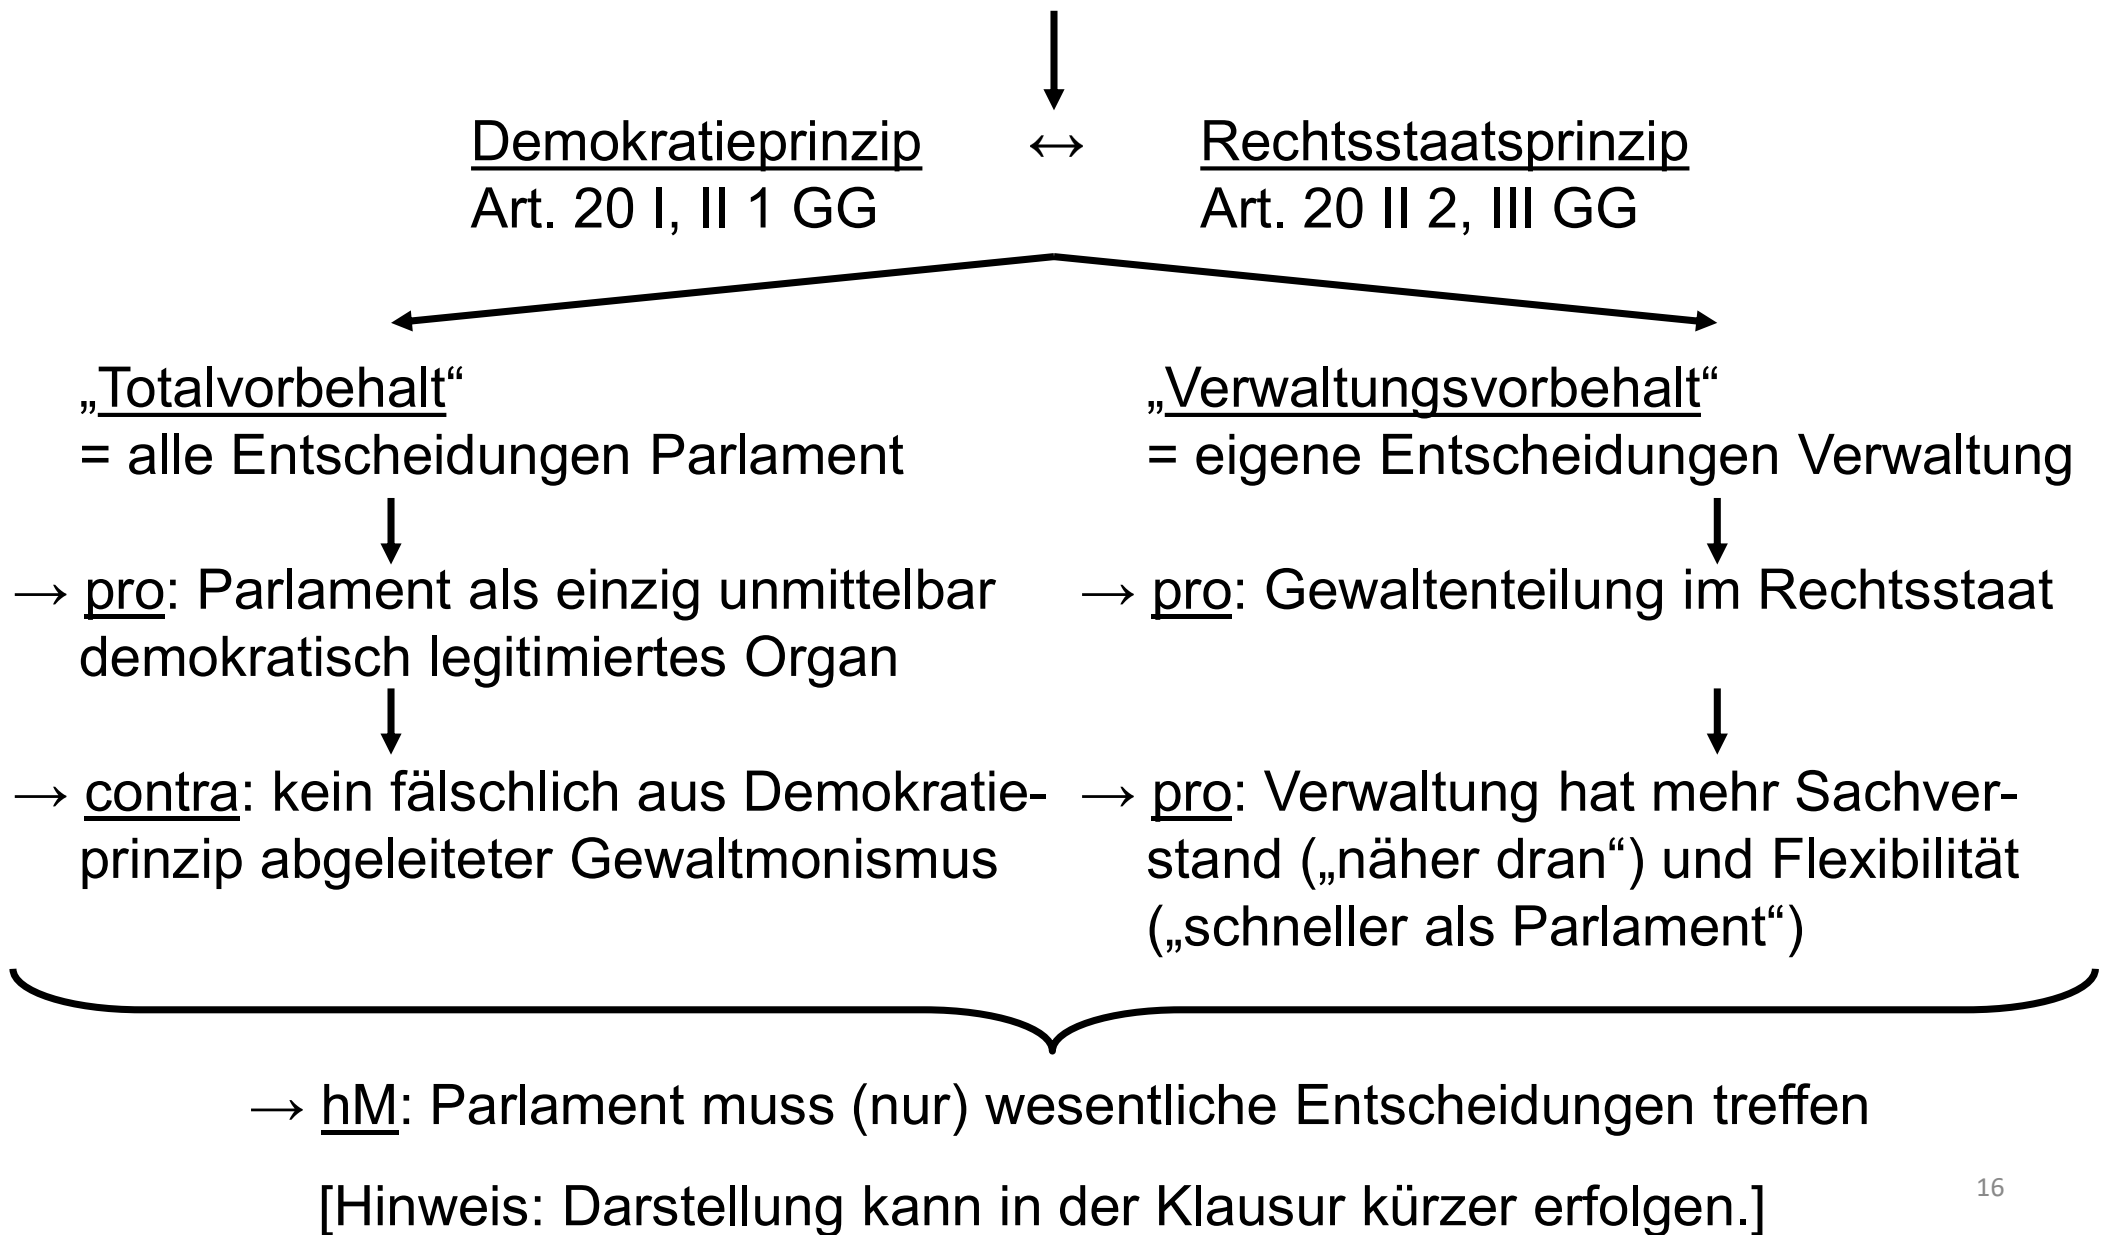 Demokratieprinzip ↔ Rechtsstaatsprinzip
Art. 20 I, II 1 GG
Art. 20 II 2, III GG
„Totalvorbehalt“
= alle Entscheidungen Parlament
→ pro: Parlament als einzig unmittelbar
demokratisch legitimiertes Organ
→ contra: kein fälschlich aus Demokratie-
prinzip abgeleiteter Gewaltmonismus
„Verwaltungsvorbehalt“
= eigene Entscheidungen Verwaltung
→ pro: Gewaltenteilung im Rechtsstaat
→ pro: Verwaltung hat mehr Sachver-
stand („näher dran“) und Flexibilität
(„schneller als Parlament“)
→ hM: Parlament muss (nur) wesentliche Entscheidungen treffen
[Hinweis: Darstellung kann in der Klausur kürzer erfolgen.]
16